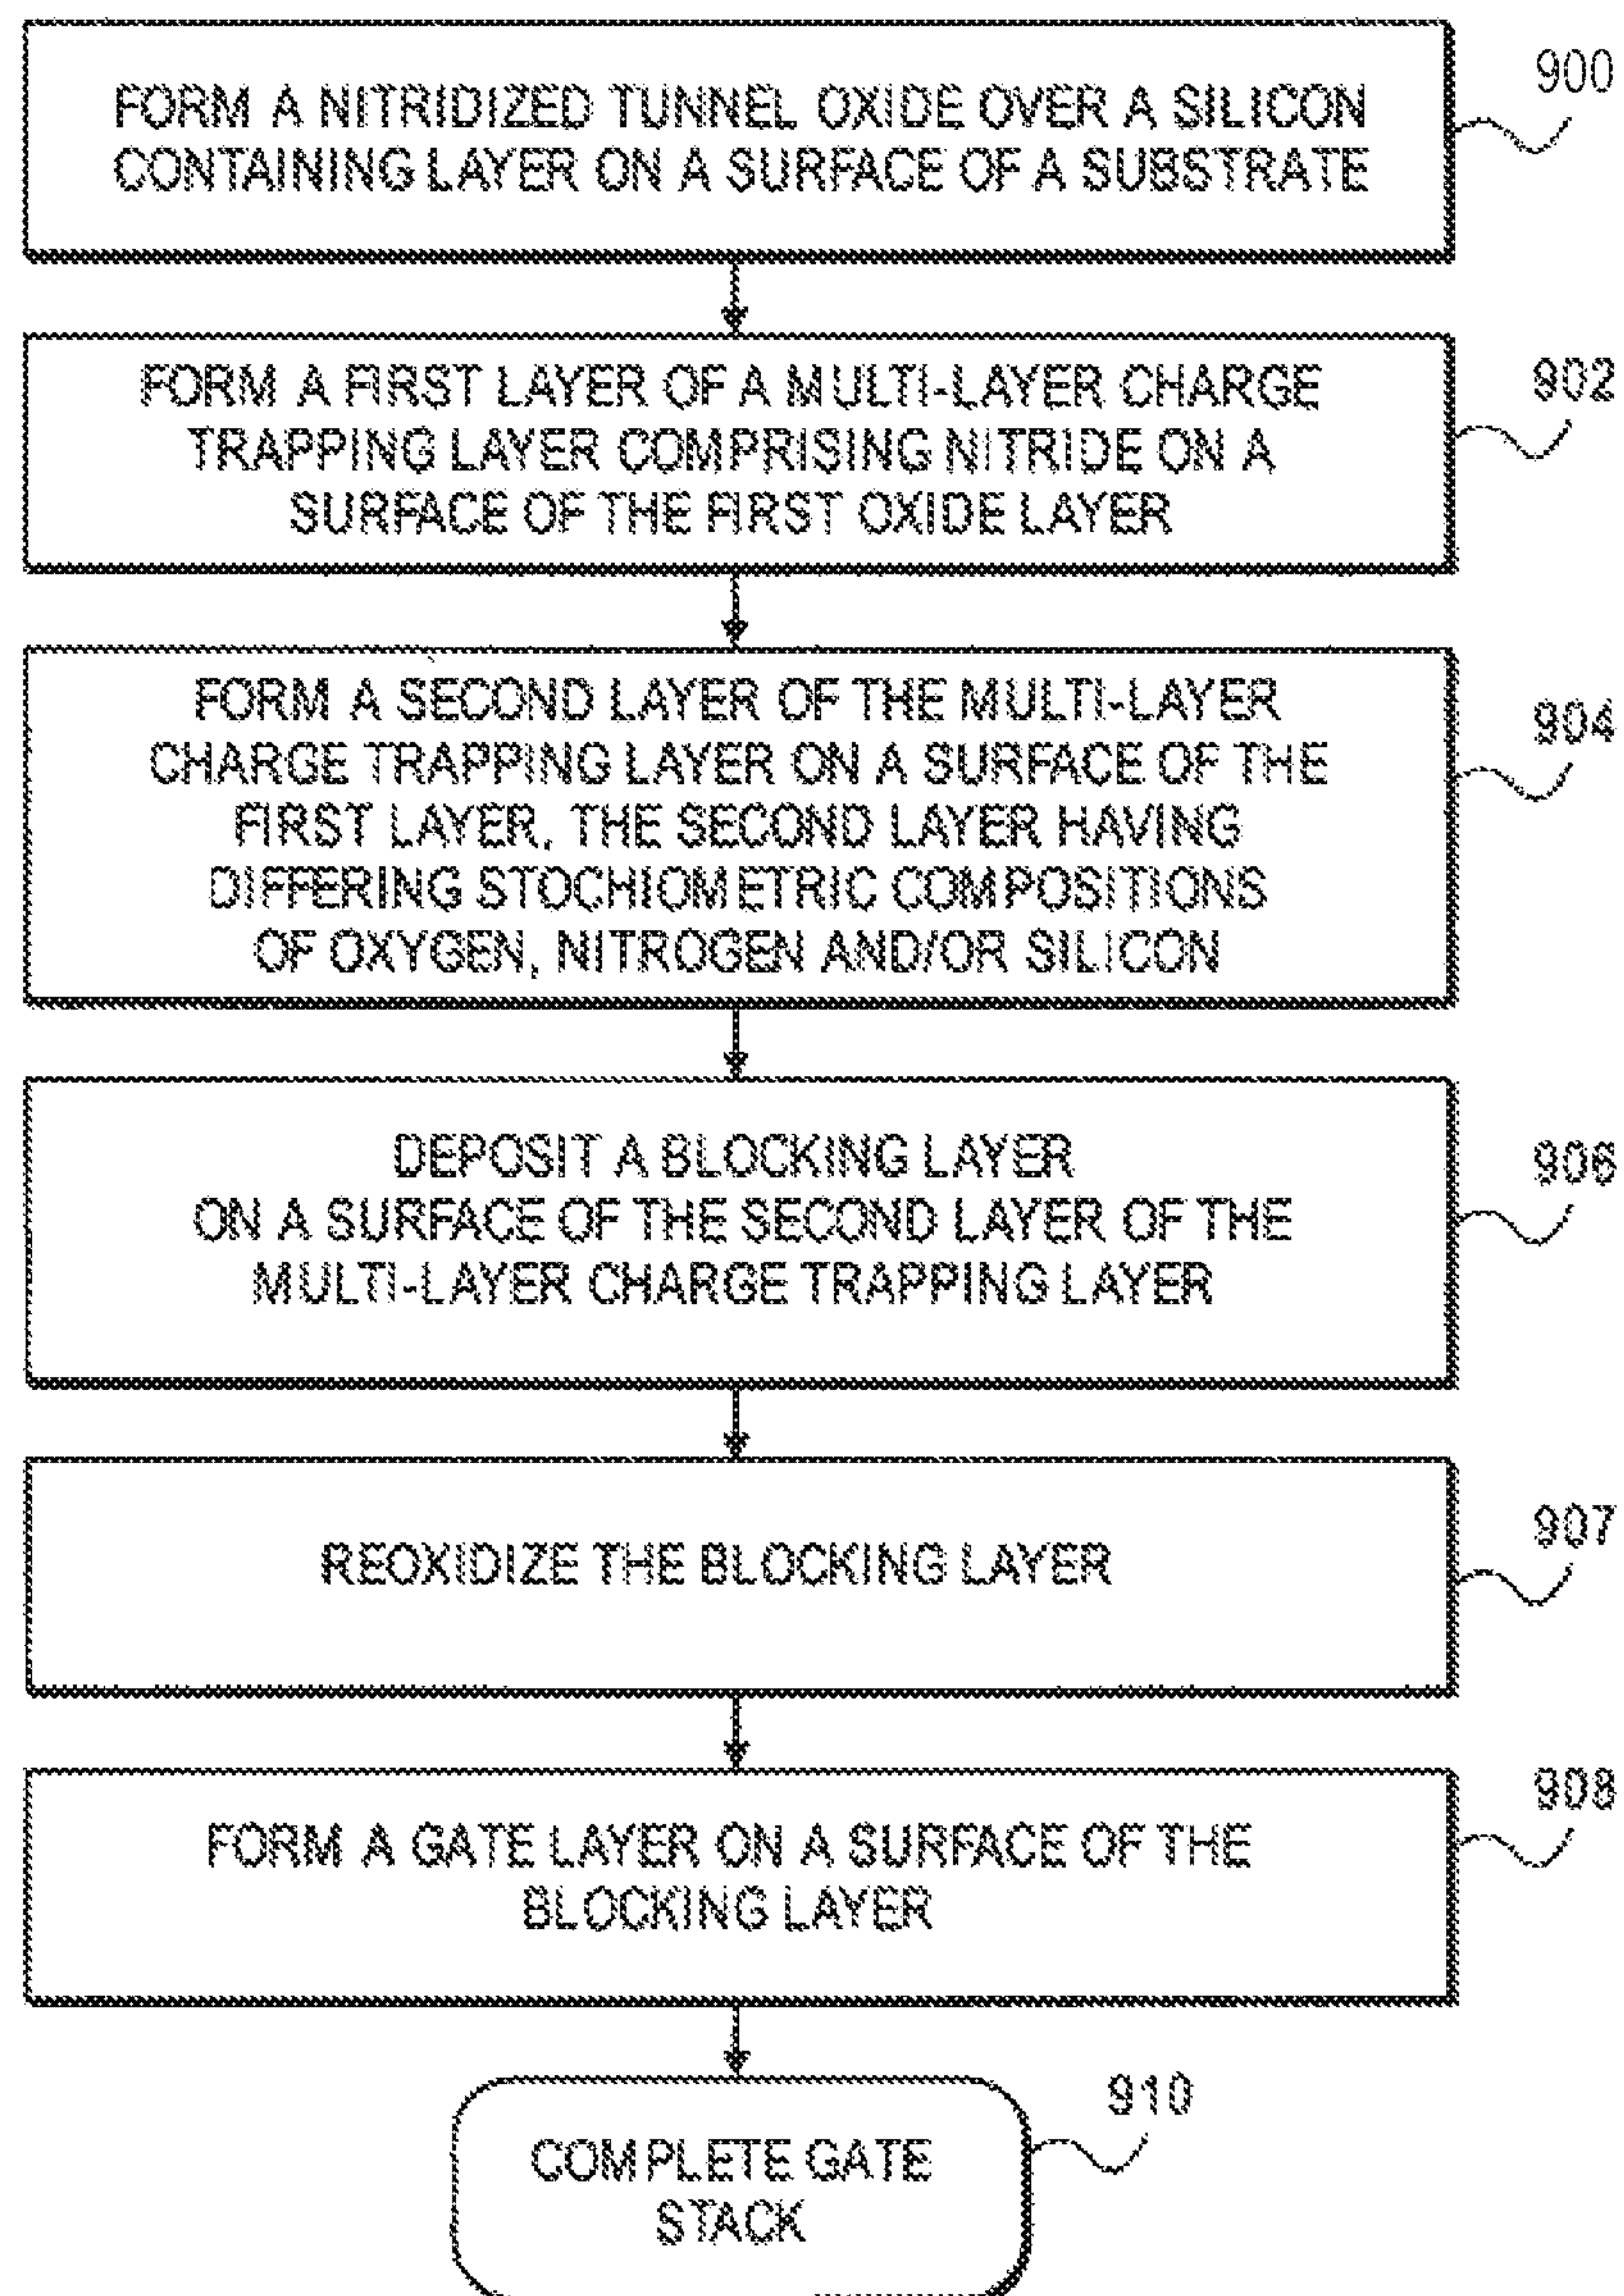 FORM A NITRIDIZED TUNNEL OXIDE OVER A SILICON
CONTAINING LAYER ON A SURFACE OF A SUBSTRATE
900
FORM A FIRST LAYER OF A MULTI-LAYER CHARGE
TRAPPING LAYER COMPRISING NITRIDE ON A
SURFACE OF THE FIRST OXIDE LAYER
902
FORM A SECOND LAYER OF THE MULTI-LAYER
CHARGE TRAPPING LAYER ON A SURFACE OF THE
FIRST LAYER, THE SECOND LAYER HAVING
DIFFERING STOCHIOMETRIC COMPOSITIONS
OF OXYGEN, NITROGEN AND/OR SILICON
904
DEPOSIT A BLOCKING LAYER
ON A SURFACE OF THE SECOND LAYER OF THE
MULTI-LAYER CHARGE TRAPPING LAYER
906
REOXIDIZE THE BLOCKING LAYER
907
FORM A GATE LAYER ON A SURFACE OF THE
BLOCKING LAYER
908
COMPLETE GATE
STACK
910